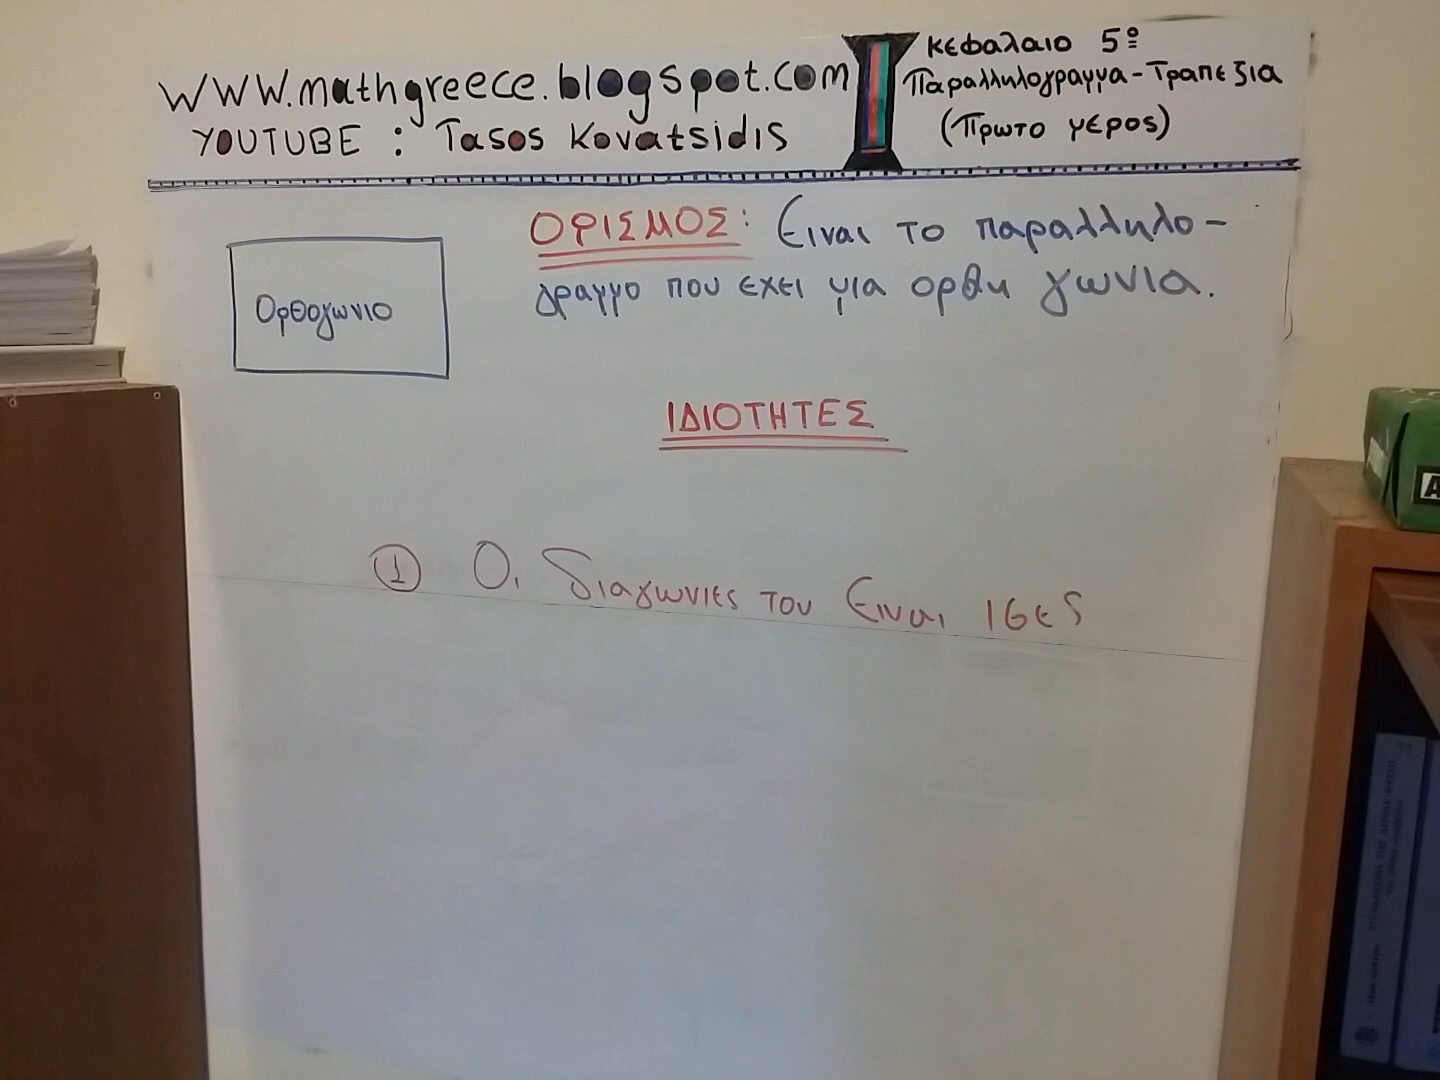 WWW.mathgreece.blogspot.com
YOUTUBE : Tasos Kovatsidis
κεφαλαιο 5º
Παραλληλογραμμα - Τραπεζια
(Πρωτο μερος)
Ορθογωνιο
ΟΡΙΣΜΟΣ: Ειναι το παραλληλο-
γραμμο που εχει μια ορθη γωνια.
ΙΔΙΟΤΗΤΕΣ
① Οι διαγωνιες του Ειναι ισες
A